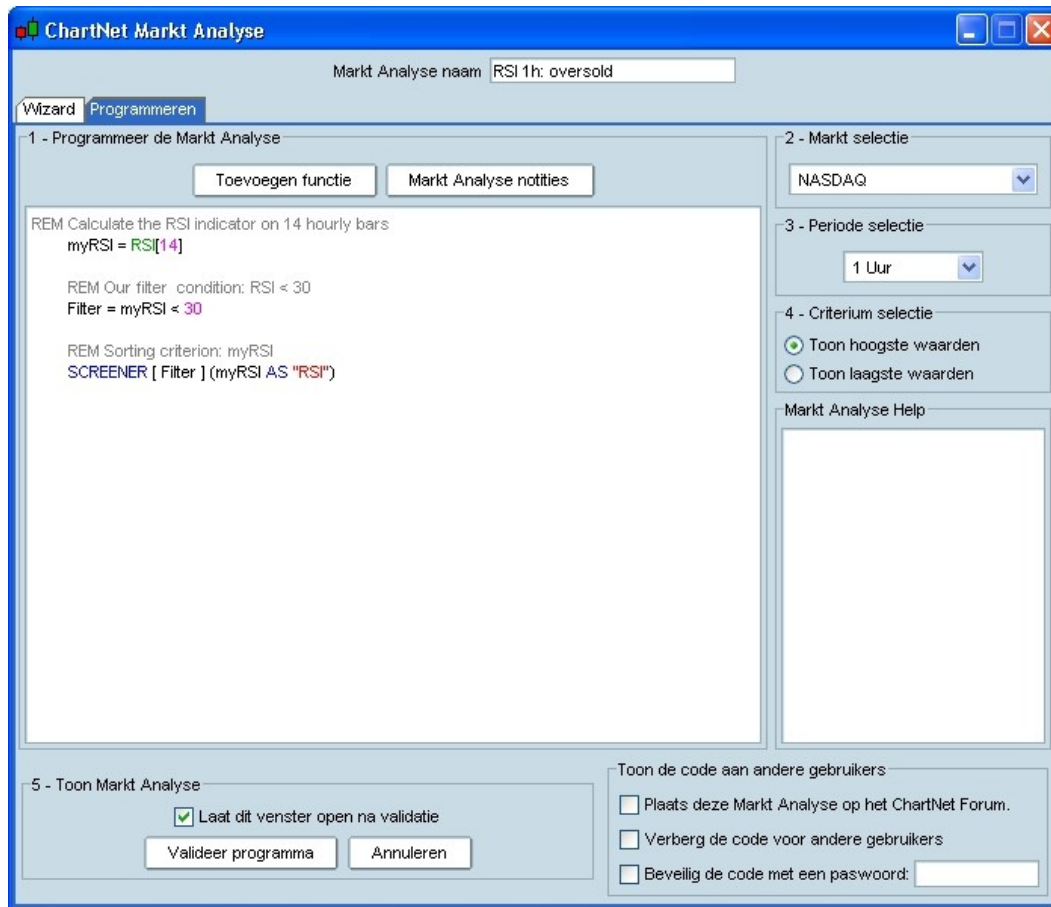 ChartNet Markt Analyse
Markt Analyse naam RSI 1h: oversold
Wizard Programmeren
1 - Programmeer de Markt Analyse
Toevoegen functie Markt Analyse notities
REM Calculate the RSI indicator on 14 hourly bars
myRSI = RSI[14]
REM Our filter condition: RSI < 30
Filter = myRSI < 30
REM Sorting criterion: myRSI
SCREENER [ Filter ] (myRSI AS "RSI")
2 - Markt selectie
NASDAQ
3 - Periode selectie
1 Uur
4 - Criterium selectie
Toon hoogste waarden
Toon laagste waarden
Markt Analyse Help
5 - Toon Markt Analyse
Laat dit venster open na validatie
Valideer programma Annuleren
Toon de code aan andere gebruikers
Plaats deze Markt Analyse op het ChartNet Forum.
Verberg de code voor andere gebruikers
Beveilig de code met een paswoord: